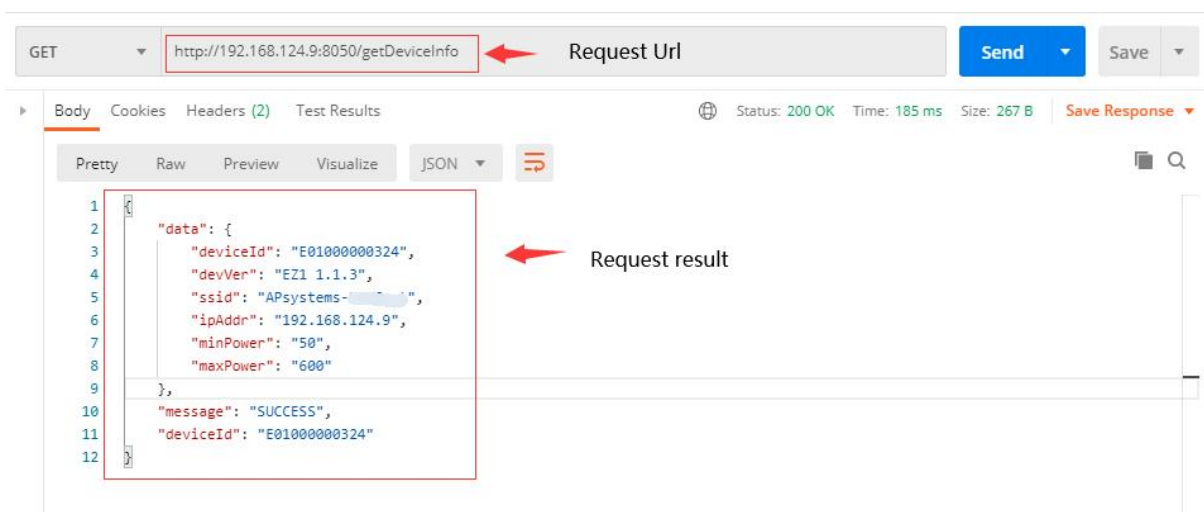 GET http://192.168.124.9:8050/getDeviceInfo Request Url Send Save
Body Cookies Headers (2) Test Results Status: 200 OK Time: 185 ms Size: 267 B Save Response
Pretty Raw Preview Visualize JSON
1 {
2 "data": {
3 "deviceId": "E01000000324",
4 "devVer": "EZ1 1.1.3",
5 "ssid": "APsystems- ",
6 "ipAddr": "192.168.124.9",
7 "minPower": "50",
8 "maxPower": "600"
9 },
10 "message": "SUCCESS",
11 "deviceId": "E01000000324"
12 }
Request result